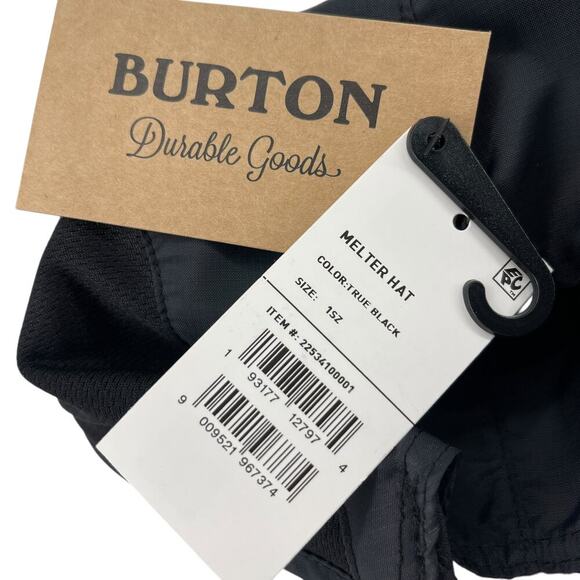 BURTON
Durable Goods
MELTER HAT
COLOR:TRUE BLACK
SIZE: 1SZ
ITEM #: 22534100001
1 93177 12797 4
9 009521 967374
EPC